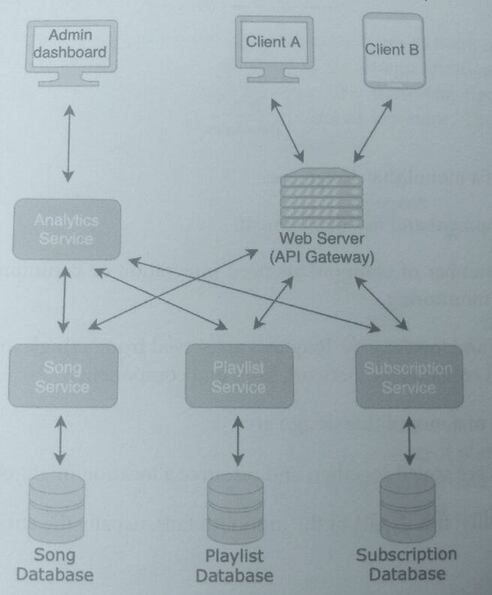 Admin
dashboard
Client A
Client B
Analytics
Service
Web Server
(API Gateway)
Song
Service
Playlist
Service
Subscription
Service
Song
Database
Playlist
Database
Subscription
Database